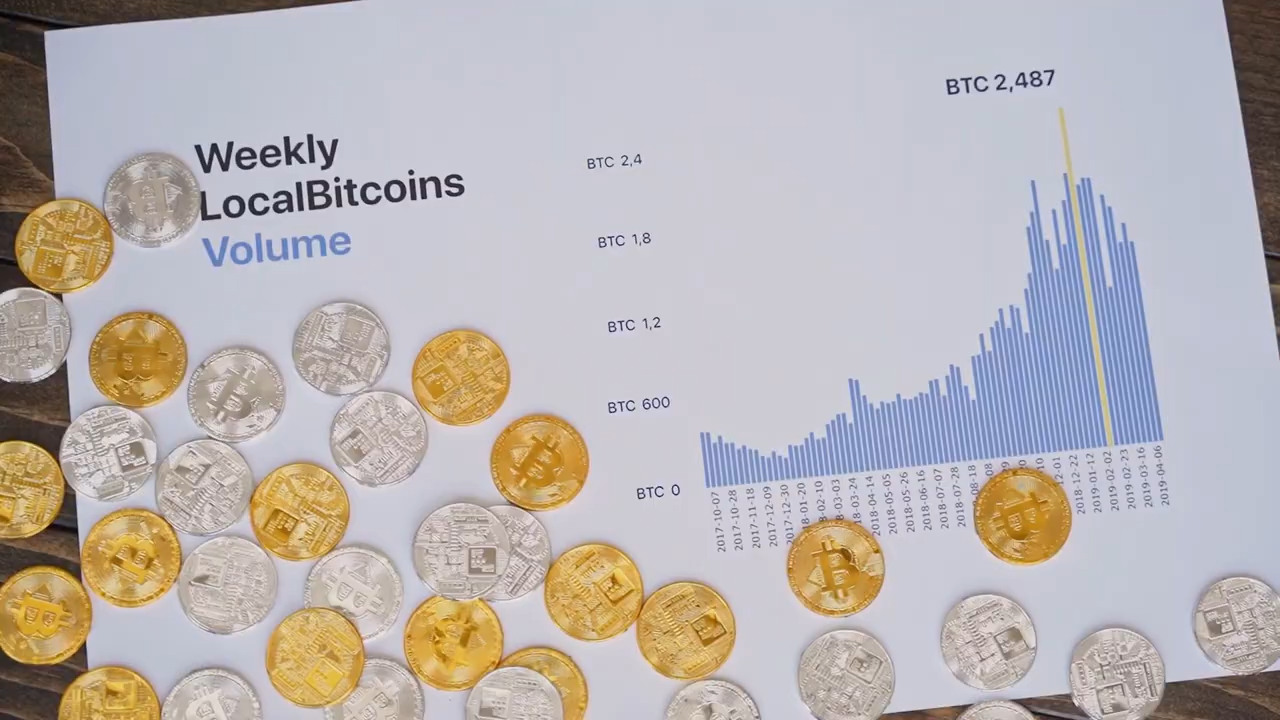 Weekly
LocalBitcoins
Volume
BTC 2,487
BTC 2,4
BTC 1,8
BTC 1,2
BTC 600
BTC 0
2017-10-07
2017-10-28
2017-11-18
2017-12-09
2017-12-30
2018-01-20
2018-02-10
2018-03-03
2018-03-24
2018-04-14
2018-05-05
2018-05-26
2018-06-16
2018-07-07
2018-07-28
2018-12-22
2019-01-12
2019-02-02
2019-02-23
2019-03-16
2019-04-06